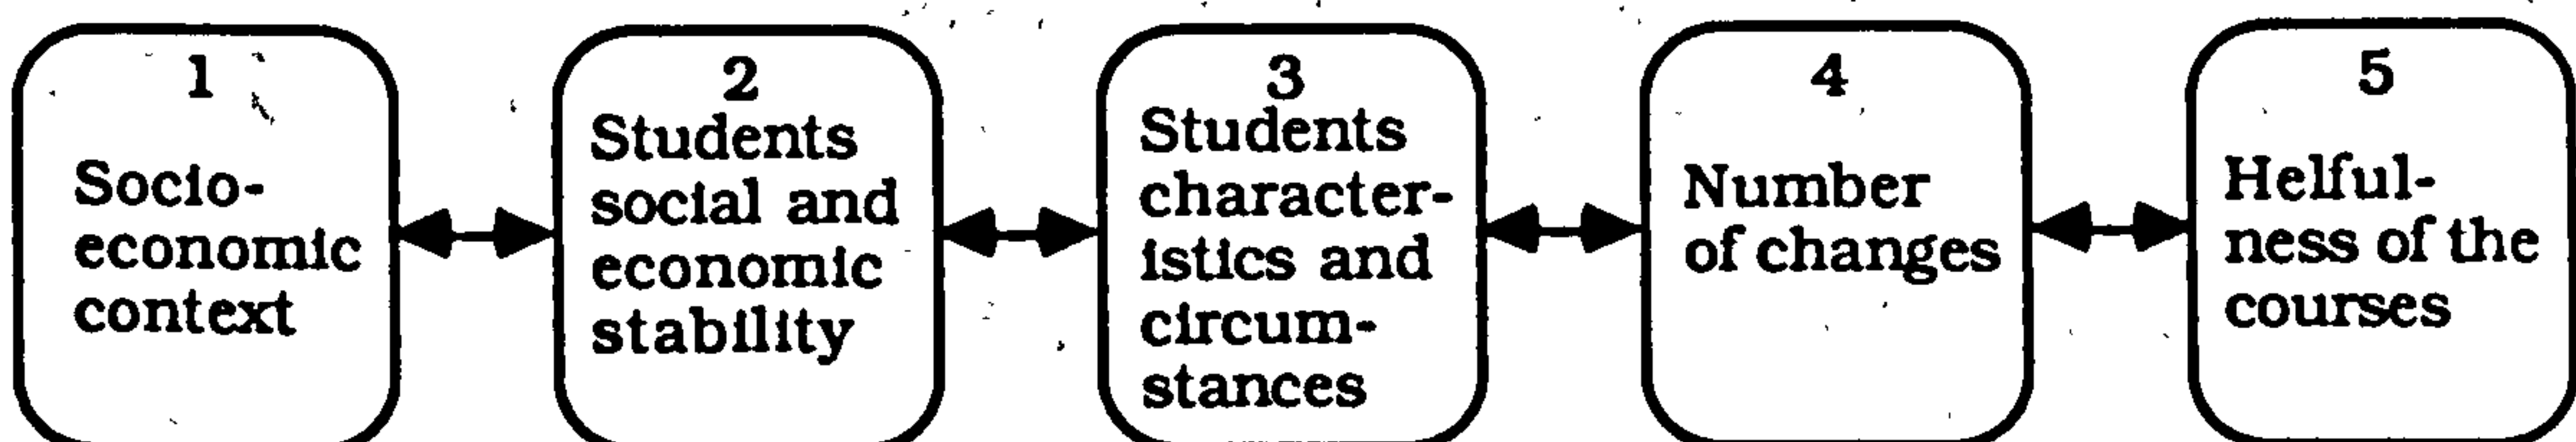 1
Socio-
economic
context
2
Students
social and
economic
stability
3
Students
character-
istics and
circum-
stances
4
Number
of changes
5
Helful-
ness of the
courses